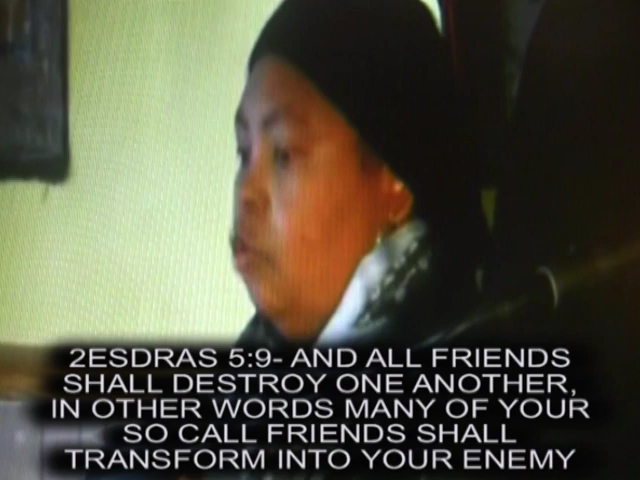 2ESDRAS 5:9- AND ALL FRIENDS
SHALL DESTROY ONE ANOTHER,
IN OTHER WORDS MANY OF YOUR
SO CALL FRIENDS SHALL
TRANSFORM INTO YOUR ENEMY